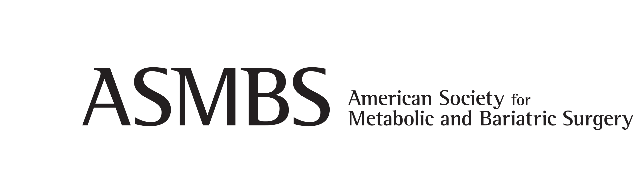 ASMBS
American Society for
Metabolic and Bariatric Surgery